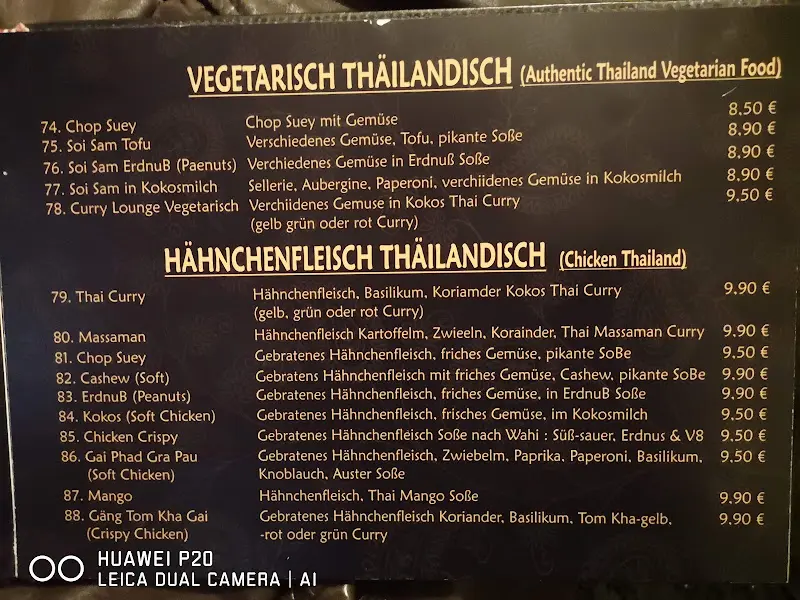 VEGETARISCH THÄILANDISCH (Authentic Thailand Vegetarian Food)
74. Chop Suey Chop Suey mit Gemüse 8.50 €
75. Soi Sam Tofu Verschiedenes Gemüse, Tofu, pikante Soße 8.90 €
76. Soi Sam ErdnuB (Paenuts) Verchiedenes Gemüse in Erdnuß Soße 8.90 €
77. Soi Sam in Kokosmilch Sellerie, Aubergine, Paperoni, verchiidenes Gemüse in Kokosmilch 8.90 €
78. Curry Lounge Vegetarisch Verchiidenes Gemuse in Kokos Thai Curry 9.50 €
(gelb grün oder rot Curry)
HÄHNCHENFLEISCH THÄILANDISCH (Chicken Thailand)
79. Thai Curry Hähnchenfleisch, Basilikum, Koriamder Kokos Thai Curry 9.90 €
(gelb, grün oder rot Curry)
80. Massaman Hähnchenfleisch Kartoffelm, Zwieeln, Korainder, Thai Massaman Curry 9.90 €
81. Chop Suey Gebratenes Hähnchenfleisch, friches Gemüse, pikante SoBe 9.50 €
82. Cashew (Soft) Gebratens Hähnchenfleisch mit friches Gemüse, Cashew, pikante SoBe 9.90 €
83. ErdnuB (Peanuts) Gebratenes Hähnchenfleisch, friches Gemüse, in ErdnuB Soße 9.90 €
84. Kokos (Soft Chicken) Gebratenes Hähnchenfleisch, frisches Gemüse, im Kokosmilch 9.50 €
85. Chicken Crispy Gebratenes Hähnchenfleisch Soße nach Wahi : Süß-sauer, Erdnus & V8 9.50 €
86. Gai Phad Gra Pau Gebratenes Hähnchenfleisch, Zwiebelm, Paprika, Paperoni, Basilikum, 9.50 €
(Soft Chicken) Knoblauch, Auster Soße
87. Mango Hähnchenfleisch, Thai Mango Soße 9.90 €
88. Gäng Tom Kha Gai Gebratenes Hähnchenfleisch Koriander, Basilikum, Tom Kha-gelb, 9.90 €
(Crispy Chicken) -rot oder grün Curry
HUAWEI P20
LEICA DUAL CAMERA | AI